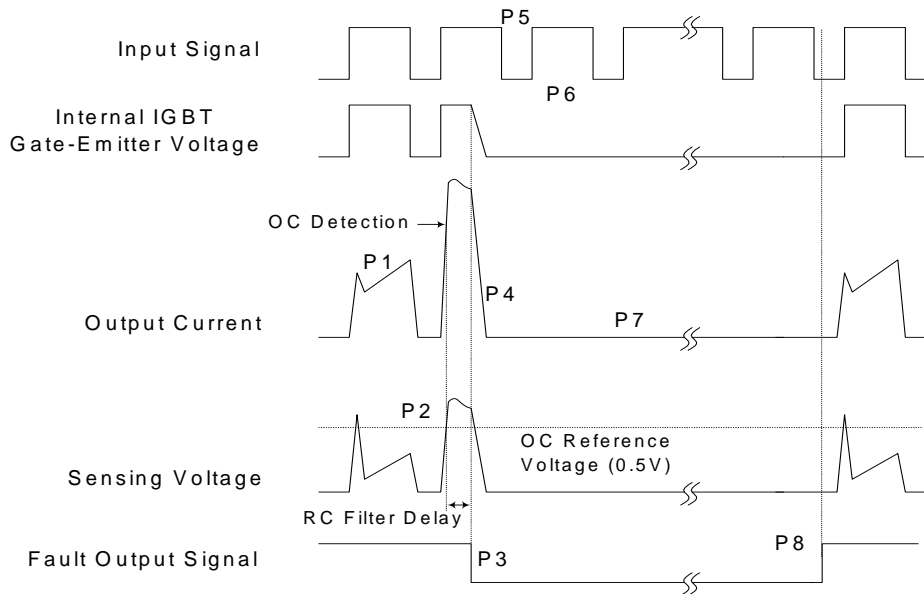 P5
Input Signal
P6
Internal IGBT
Gate-Emitter Voltage
OC Detection
P1
P4
P7
Output Current
P2
OC Reference
Voltage (0.5V)
Sensing Voltage
RC Filter Delay
P3
P8
Fault Output Signal